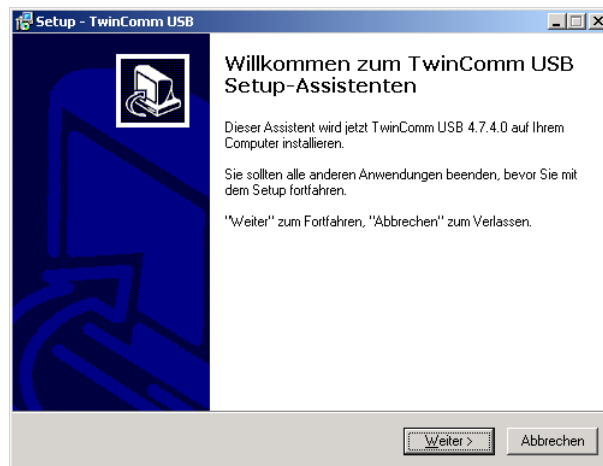 Setup - TwinComm USB
Willkommen zum TwinComm USB
Setup-Assistenten
Dieser Assistent wird jetzt TwinComm USB 4.7.4.0 auf Ihrem
Computer installieren.
Sie sollten alle anderen Anwendungen beenden, bevor Sie mit
dem Setup fortfahren.
"Weiter" zum Fortfahren, "Abbrechen" zum Verlassen.
Weiter > Abbrechen